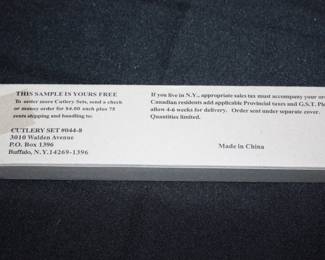 THIS SAMPLE IS YOURS FREE
To order more Cutlery Sets, send a check
or money order for $4.00 each plus 75
cents shipping and handling to:
CUTLERY SET #044-8
3010 Walden Avenue
P.O. Box 1396
Buffalo, N.Y. 14269-1396
If you live in N.Y., appropriate sales tax must accompany your
Canadian residents add applicable Provincial taxes and G.S.T.
allow 4-6 weeks for delivery. Order sent under separate cover.
Quantities limited.
Made in China